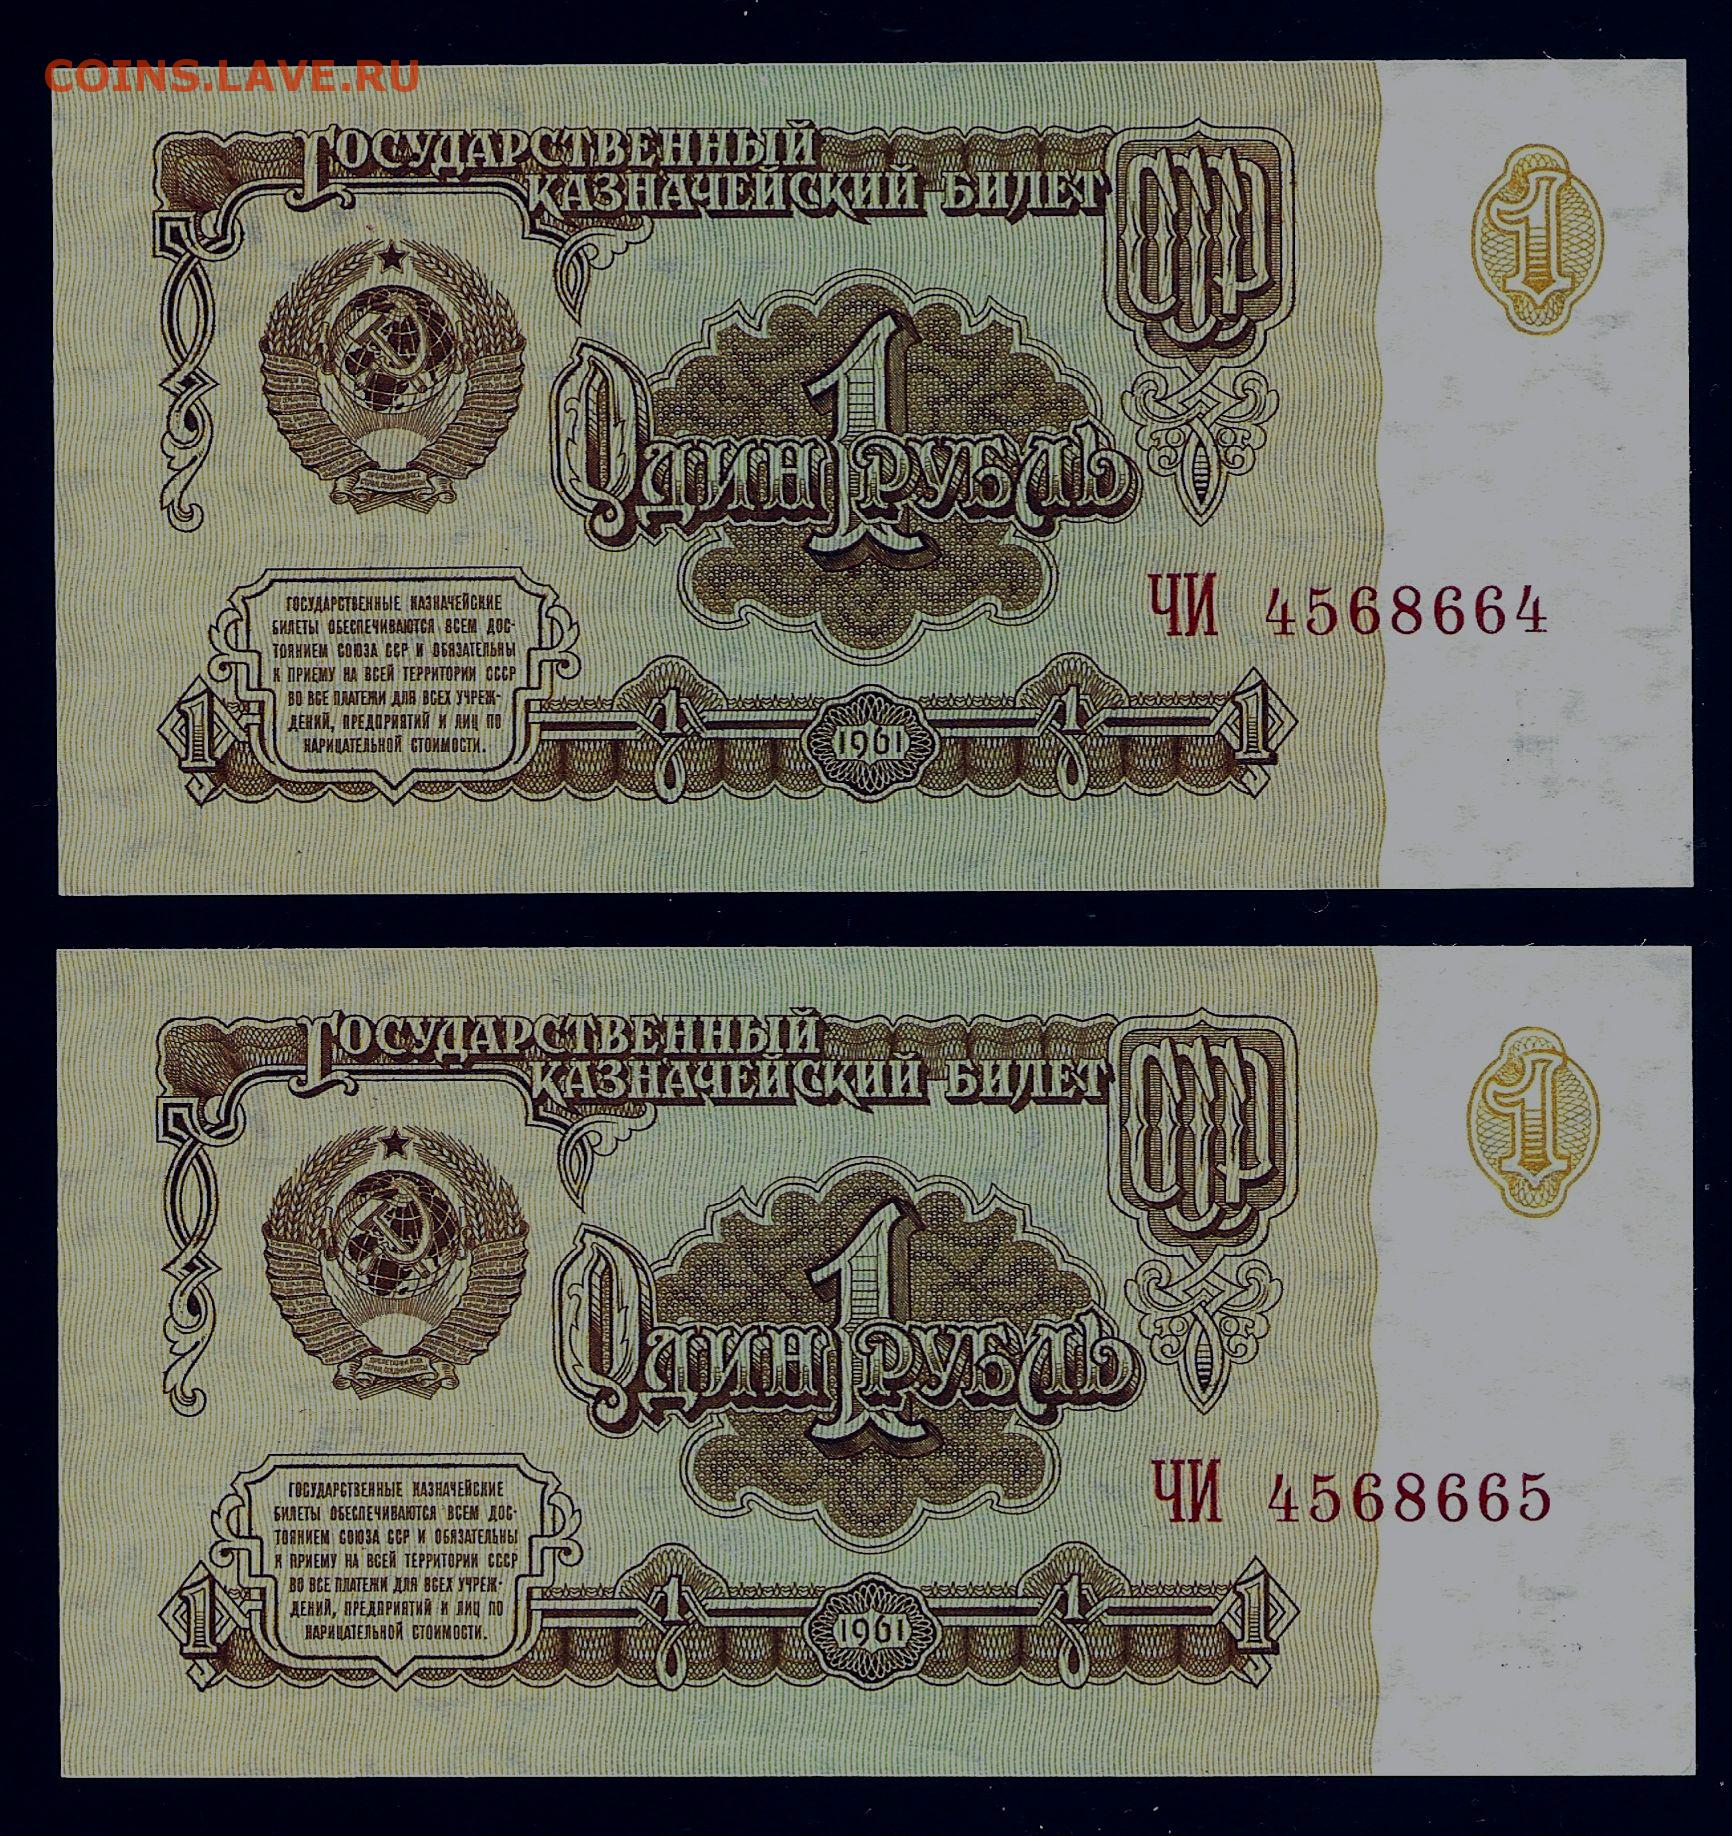 COINS.LAVE.RU
ГОСУДАРСТВЕННЫЙ
КАЗНАЧЕЙСКИЙ БИЛЕТ
СССР
1
1
ОДИН РУБЛЬ
ЧИ 4568664
ГОСУДАРСТВЕННЫЕ КАЗНАЧЕЙСКИЕ
БИЛЕТЫ ОБЕСПЕЧИВАЮТСЯ ВСЕМ ДОС-
ТОЯНИЕМ СОЮЗА ССР И ОБЯЗАТЕЛЬНЫ
К ПРИЕМУ НА ВСЕЙ ТЕРРИТОРИИ СССР
ВО ВСЕ ПЛАТЕЖИ ДЛЯ ВСЕХ УЧРЕЖ-
ДЕНИЙ, ПРЕДПРИЯТИЙ И ЛИЦ ПО
НАРИЦАТЕЛЬНОЙ СТОИМОСТИ.
1 1 1961 1 1
ГОСУДАРСТВЕННЫЙ
КАЗНАЧЕЙСКИЙ БИЛЕТ
СССР
1
1
ОДИН РУБЛЬ
ЧИ 4568665
ГОСУДАРСТВЕННЫЕ КАЗНАЧЕЙСКИЕ
БИЛЕТЫ ОБЕСПЕЧИВАЮТСЯ ВСЕМ ДОС-
ТОЯНИЕМ СОЮЗА ССР И ОБЯЗАТЕЛЬНЫ
К ПРИЕМУ НА ВСЕЙ ТЕРРИТОРИИ СССР
ВО ВСЕ ПЛАТЕЖИ ДЛЯ ВСЕХ УЧРЕЖ-
ДЕНИЙ, ПРЕДПРИЯТИЙ И ЛИЦ ПО
НАРИЦАТЕЛЬНОЙ СТОИМОСТИ.
1 1 1961 1 1